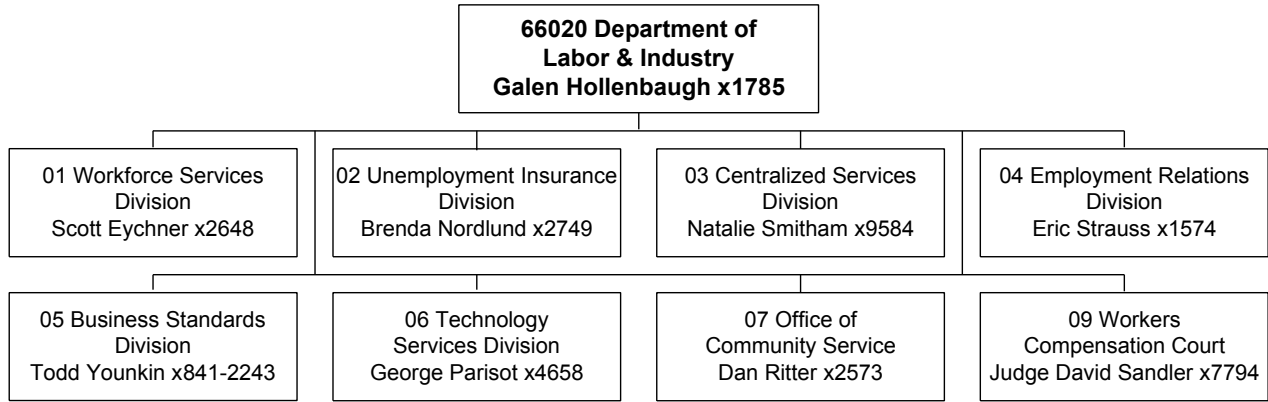 66020 Department of
Labor & Industry
Galen Hollenbaugh x1785
01 Workforce Services
Division
Scott Eychner x2648
02 Unemployment Insurance
Division
Brenda Nordlund x2749
03 Centralized Services
Division
Natalie Smitham x9584
04 Employment Relations
Division
Eric Strauss x1574
05 Business Standards
Division
Todd Younkin x841-2243
06 Technology
Services Division
George Parisot x4658
07 Office of
Community Service
Dan Ritter x2573
09 Workers
Compensation Court
Judge David Sandler x7794